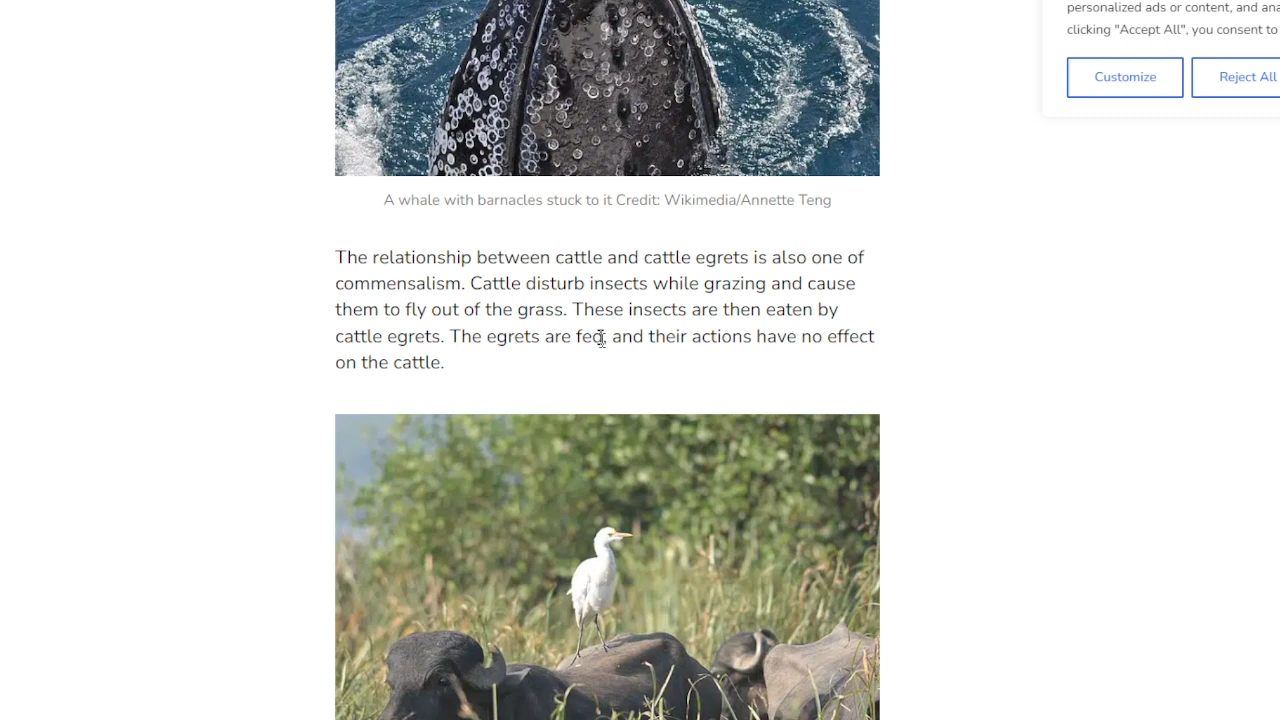 personalized ads or content, and ana
clicking "Accept All", you consent to
Customize
Reject All
A whale with barnacles stuck to it Credit: Wikimedia/Annette Teng
The relationship between cattle and cattle egrets is also one of
commensalism. Cattle disturb insects while grazing and cause
them to fly out of the grass. These insects are then eaten by
cattle egrets. The egrets are fed, and their actions have no effect
on the cattle.